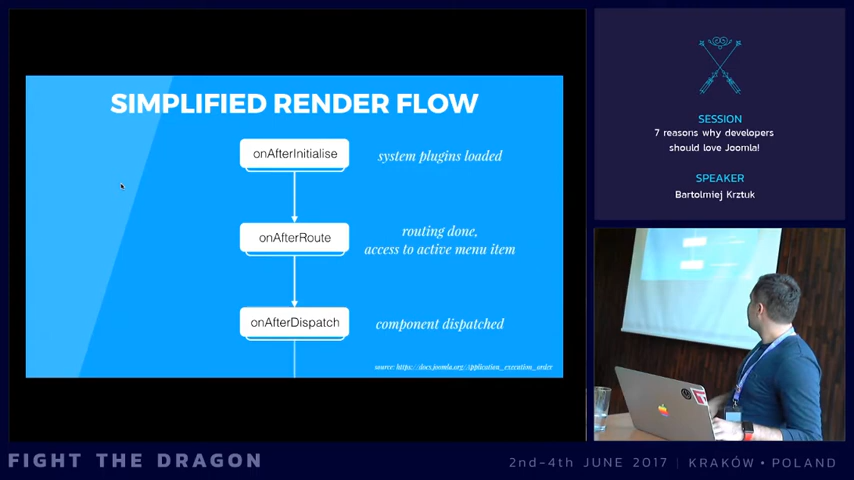 SIMPLIFIED RENDER FLOW
onAfterInitialise
system plugins loaded
onAfterRoute
routing done,
access to active menu item
onAfterDispatch
component dispatched
source: https://docs.joomla.org//pplication_execution_order
SESSION
7 reasons why developers
should love Joomla!
SPEAKER
Bartolmiej Krztuk
FIGHT THE DRAGON
2nd-4th JUNE 2017 | KRAKÓW • POLAND